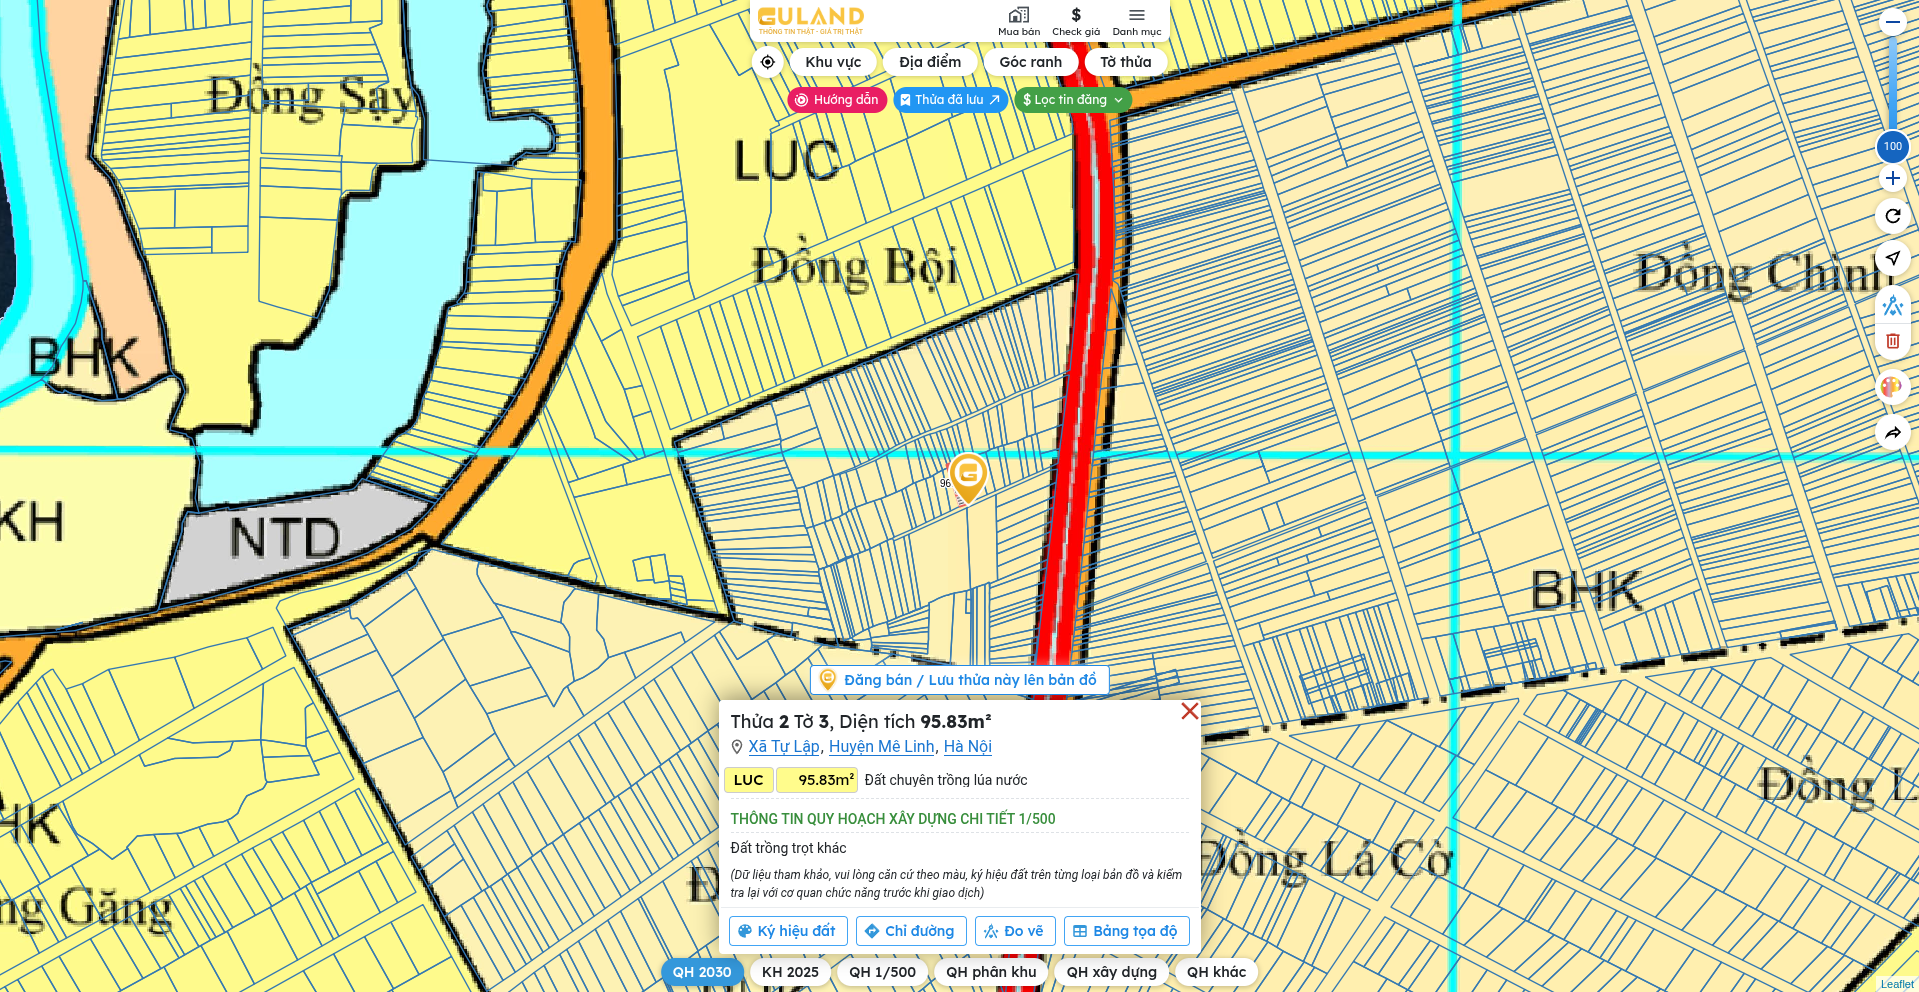 GULAND
THÔNG TIN THẬT - GIÁ TRỊ THẬT
Mua bán
$
Check giá
Danh mục
Khu vực
Địa điểm
Góc ranh
Tờ thửa
Hướng dẫn
Thửa đã lưu
$ Lọc tin đăng
100
Đồng Sạy
LUC
Đồng Bội
Đồng Chình
BHK
96
KH
NTD
BHK
Đăng bán / Lưu thửa này lên bản đồ
Thửa 2 Tờ 3, Diện tích 95.83m²
Xã Tự Lập, Huyện Mê Linh, Hà Nội
LUC 95.83m² Đất chuyên trồng lúa nước
THÔNG TIN QUY HOẠCH XÂY DỰNG CHI TIẾT 1/500
Đất trồng trọt khác
(Dữ liệu tham khảo, vui lòng căn cứ theo màu, ký hiệu đất trên từng loại bản đồ và kiểm
tra lại với cơ quan chức năng trước khi giao dịch)
Ký hiệu đất
Chỉ đường
Đo vẽ
Bảng tọa độ
Đồng L
HK
Đồng Lá Cờ
ng Găng
QH 2030
KH 2025
QH 1/500
QH phân khu
QH xây dựng
QH khác
Leaflet